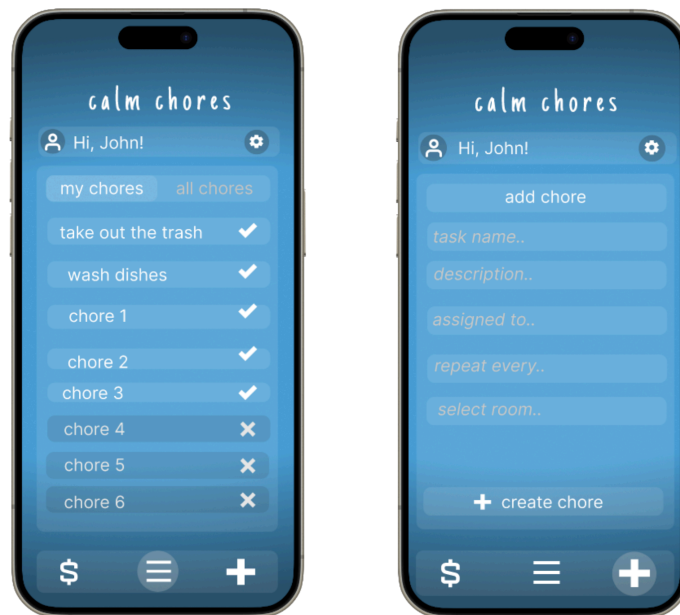 calm chores
Hi, John!
my chores all chores
take out the trash
wash dishes
chore 1
chore 2
chore 3
chore 4
chore 5
chore 6
$
calm chores
Hi, John!
add chore
task name..
description..
assigned to..
repeat every..
select room..
create chore
$